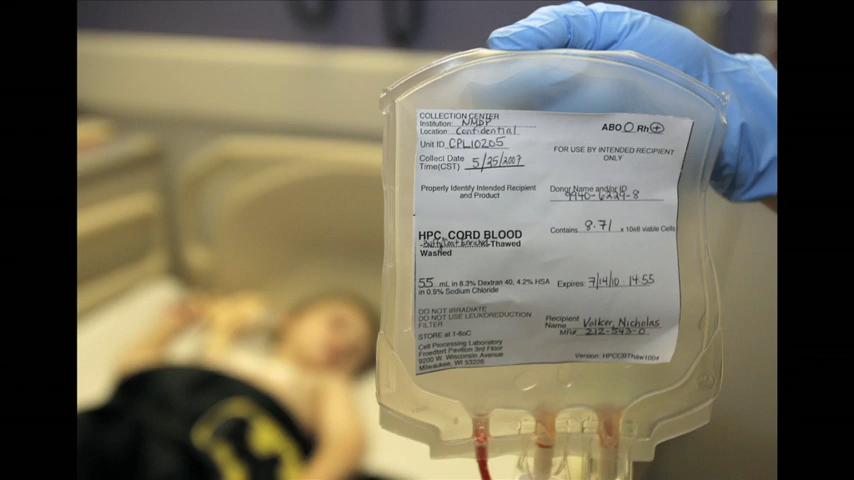 COLLECTION CENTER
Institution: NMDP
Location Confidential
Unit ID CPL10205
Collect Date
Time(CST) 5/25/2007
ABO O Rh +
FOR USE BY INTENDED RECIPIENT
ONLY
Properly Identify Intended Recipient
and Product
Donor Name and/or ID
9940-6229-8
HPC, CORD BLOOD
-Thawed
Washed
Contains 8.71 x 10e8 viable Cells
55 mL in 8.3% Dextran 40, 4.2% HSA
in 0.9% Sodium Chloride
Expires: 7/14/10 14:55
DO NOT IRRADIATE
DO NOT USE LEUKOREDUCTION
FILTER
STORE at 1-6oC
Recipient
Name Volker, Nicholas
MR# 212-543-0
Cell Processing Laboratory
Froedtert Pavilion 3rd Floor
9200 W. Wisconsin Avenue
Milwaukee, WI 53226
Version: HPCCBThaw1004